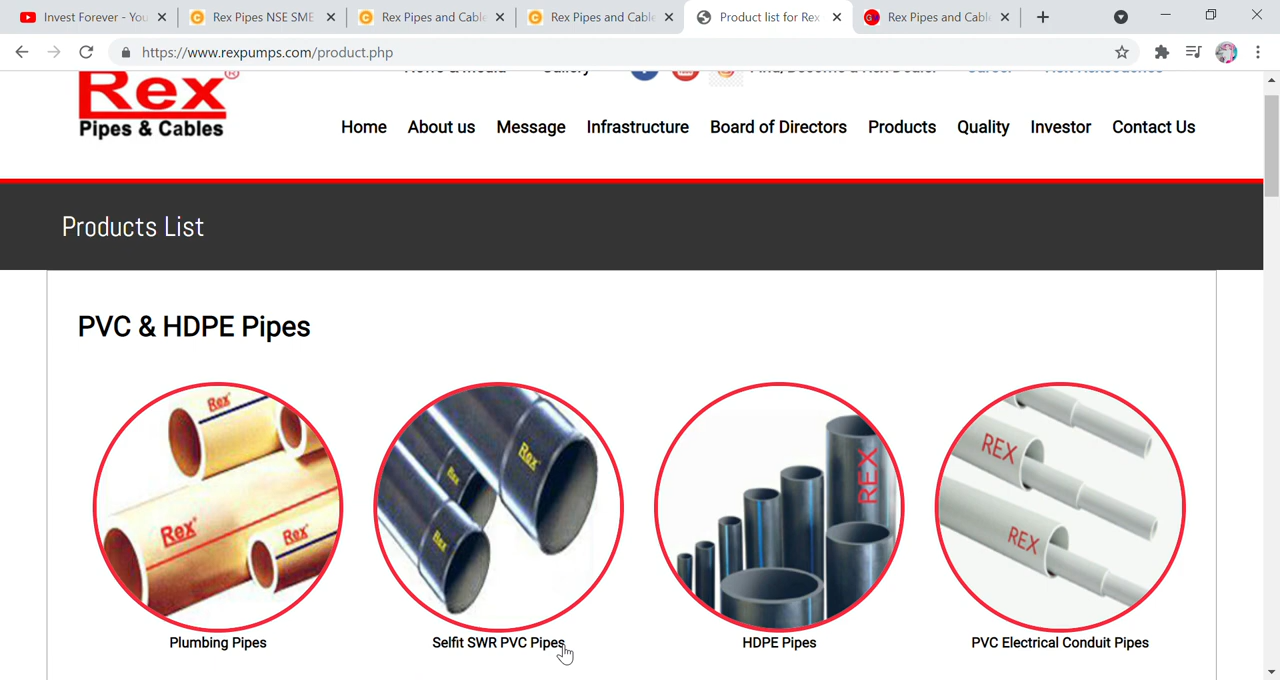 Invest Forever - You
Rex Pipes NSE SME
Rex Pipes and Cable
Rex Pipes and Cable
Product list for Rex
Rex Pipes and Cable
https://www.rexpumps.com/product.php
Rex®
Pipes & Cables
Home About us Message Infrastructure Board of Directors Products Quality Investor Contact Us
Products List
PVC & HDPE Pipes
Rex
Rex
Rex
Rex
Rex
Rex
REX
REX
REX
Plumbing Pipes
Selfit SWR PVC Pipes
HDPE Pipes
PVC Electrical Conduit Pipes